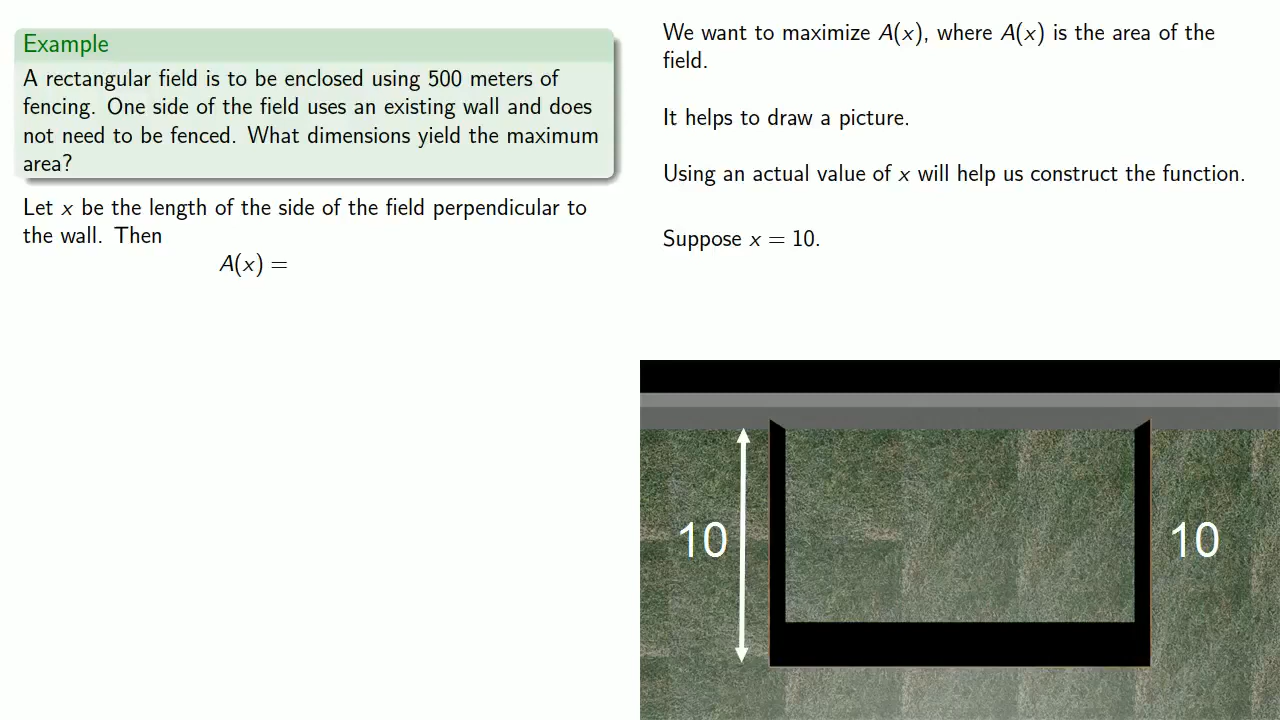 Example
A rectangular field is to be enclosed using 500 meters of
fencing. One side of the field uses an existing wall and does
not need to be fenced. What dimensions yield the maximum
area?
Let x be the length of the side of the field perpendicular to
the wall. Then
A(x) =
We want to maximize A(x), where A(x) is the area of the
field.
It helps to draw a picture.
Using an actual value of x will help us construct the function.
Suppose x = 10.
10
10